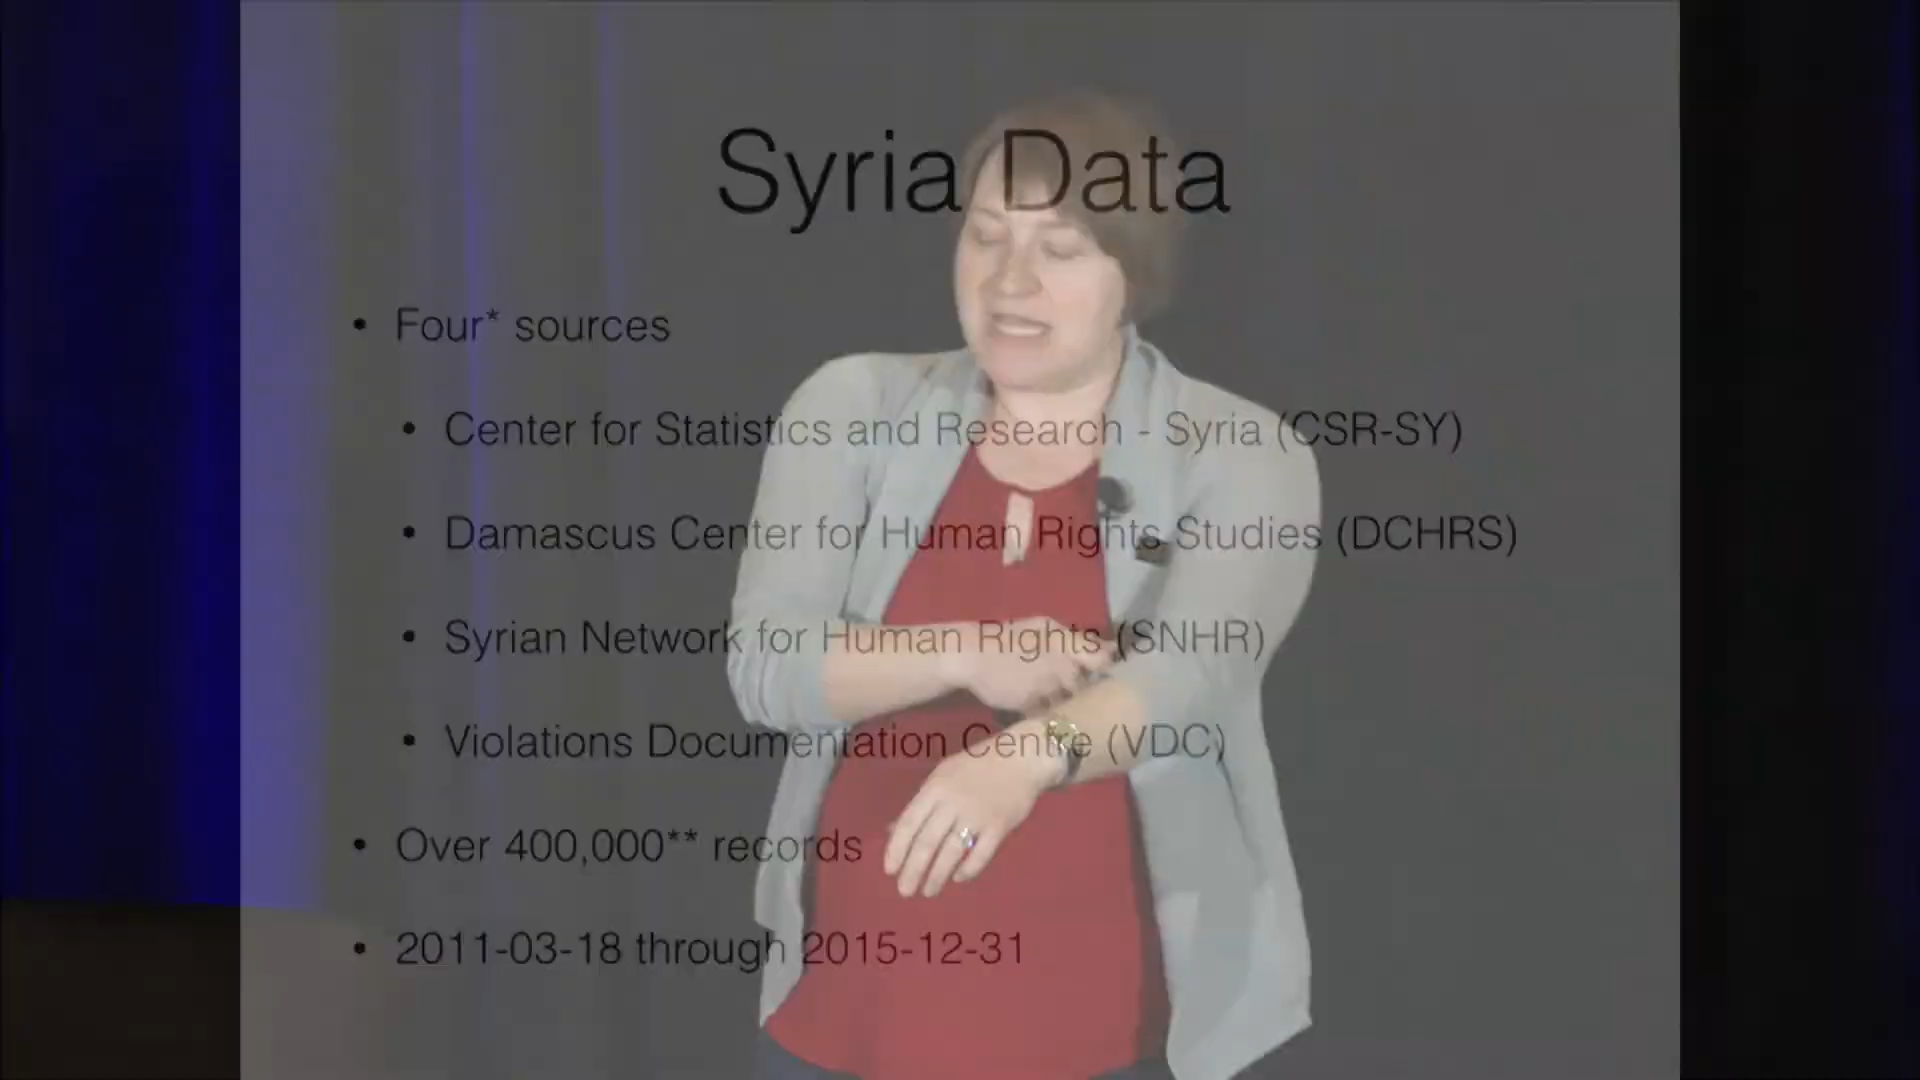 Syria Data
• Four* sources
• Center for Statistics and Research - Syria (CSR-SY)
• Damascus Center for Human Rights Studies (DCHRS)
• Syrian Network for Human Rights (SNHR)
• Violations Documentation Centre (VDC)
• Over 400,000** records
• 2011-03-18 through 2015-12-31